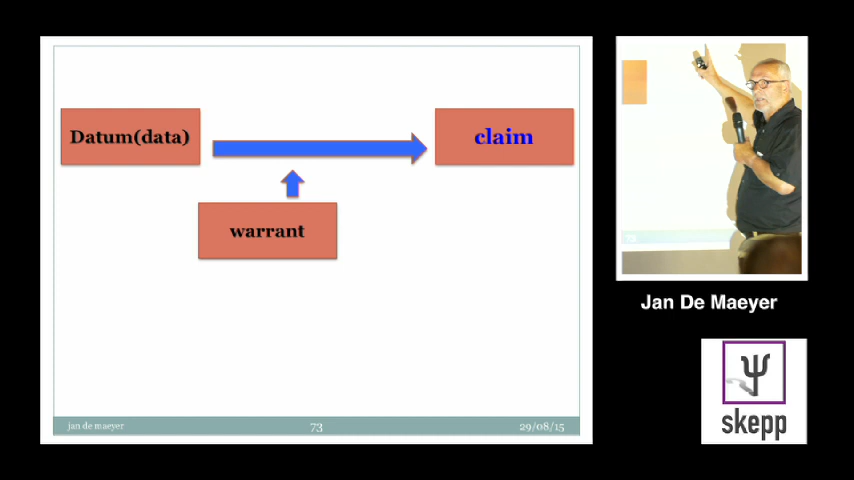 Datum(data)
claim
warrant
jan de maeyer
73
29/08/15
Jan De Maeyer
skepp